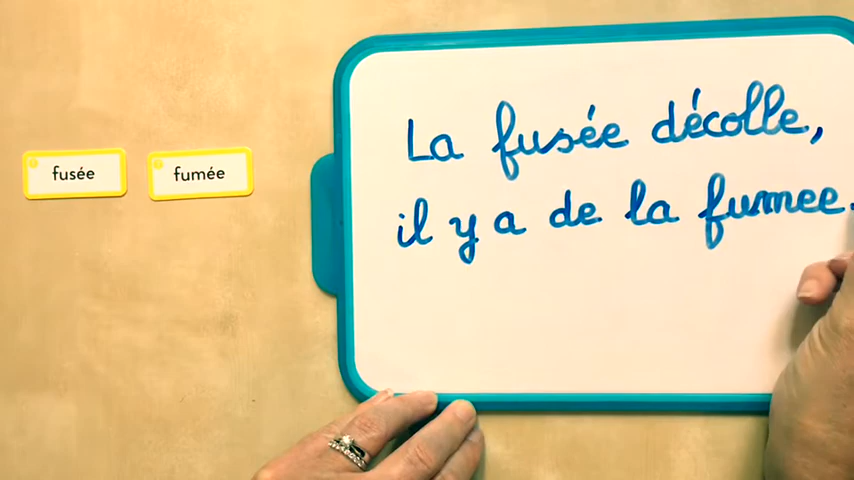 fusée
fumée
La fusée décolle,
il y a de la fumee.